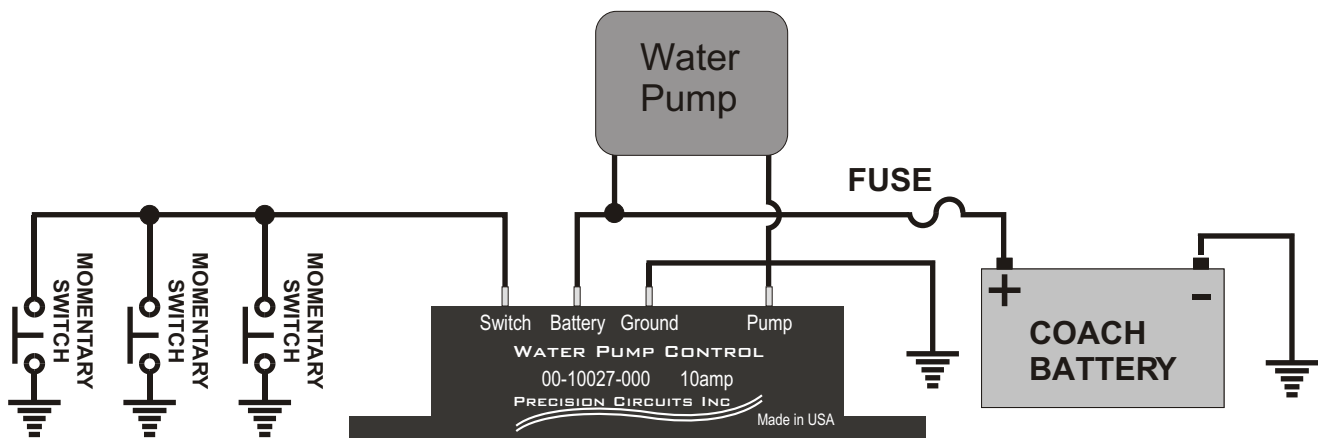 Water
Pump
FUSE
MOMENTARY
SWITCH
MOMENTARY
SWITCH
MOMENTARY
SWITCH
+
-
Switch Battery Ground Pump
WATER PUMP CONTROL
00-10027-000 10amp
PRECISION CIRCUITS INC
Made in USA
COACH
BATTERY